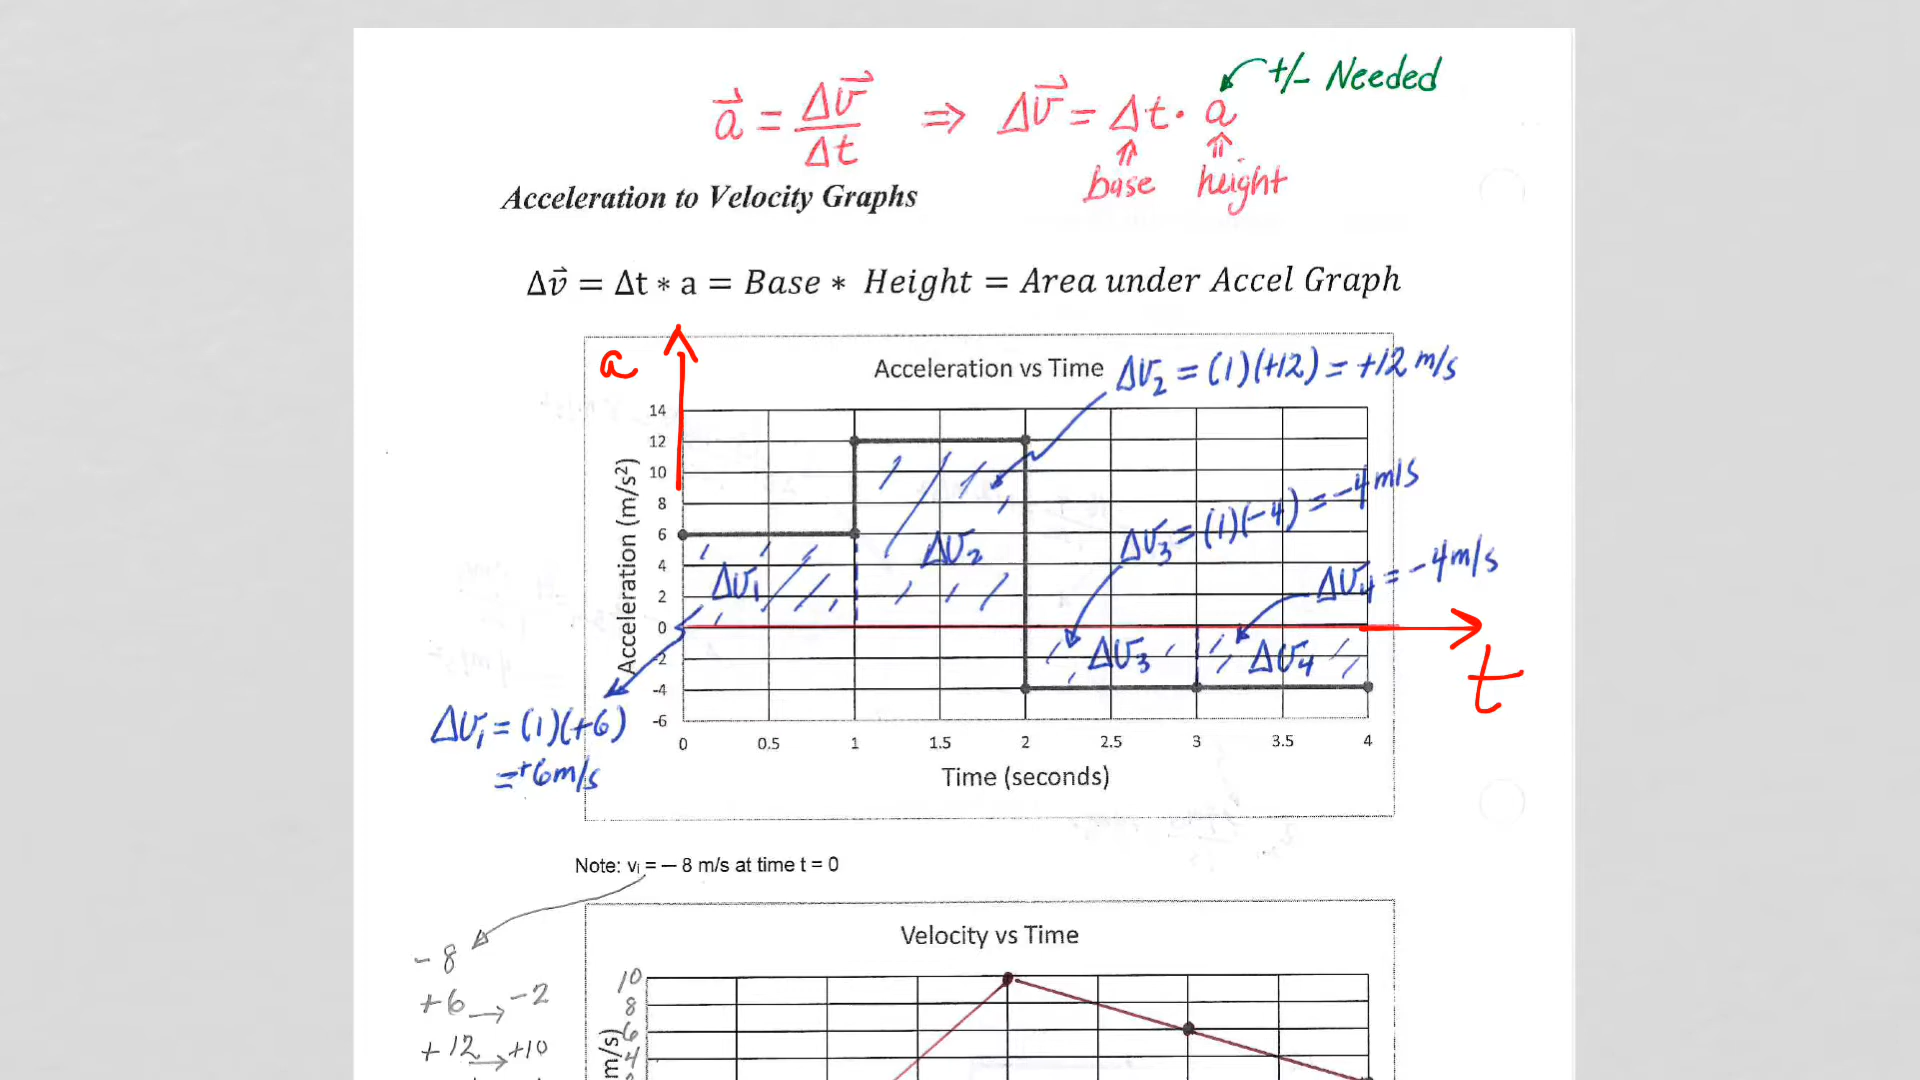 +/- Needed
a⃗ = Δv⃗/Δt ⇒ Δv⃗ = Δt · a
base height
Acceleration to Velocity Graphs
Δv⃗ = Δt ∗ a = Base ∗ Height = Area under Accel Graph
a
Acceleration vs Time
Δv₂ = (1)(+12) = +12 m/s
Δv₃ = (1)(-4) = -4 m/s
Δv₄ = -4 m/s
Acceleration (m/s²)
14
12
10
8
6
4
2
0
-2
-4
-6
Δv₁
Δv₂
Δv₃
Δv₄
t
Δv₁ = (1)(+6)
= +6 m/s
0 0.5 1 1.5 2 2.5 3 3.5 4
Time (seconds)
Note: vᵢ = – 8 m/s at time t = 0
Velocity vs Time
-8
+6 → -2
+12 → +10
10
8
6
4
m/s)